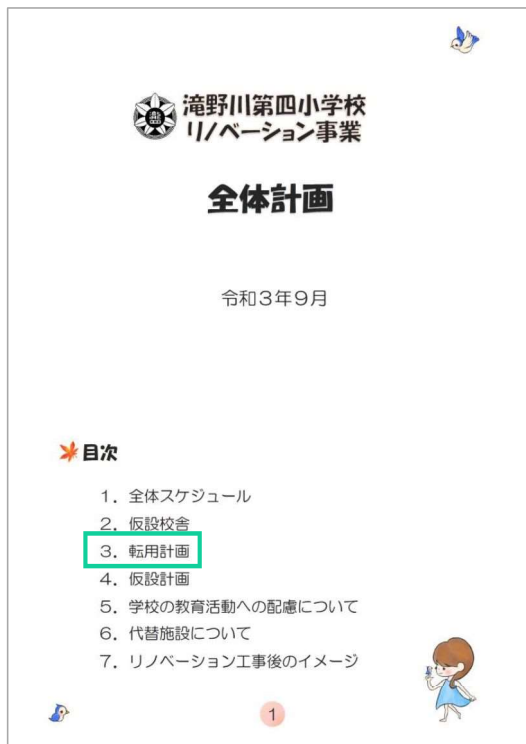 滝野川第四小学校
リノベーション事業
全体計画
令和3年9月
目次
1．全体スケジュール
2．仮設校舎
3．転用計画
4．仮設計画
5．学校の教育活動への配慮について
6．代替施設について
7．リノベーション工事後のイメージ
1